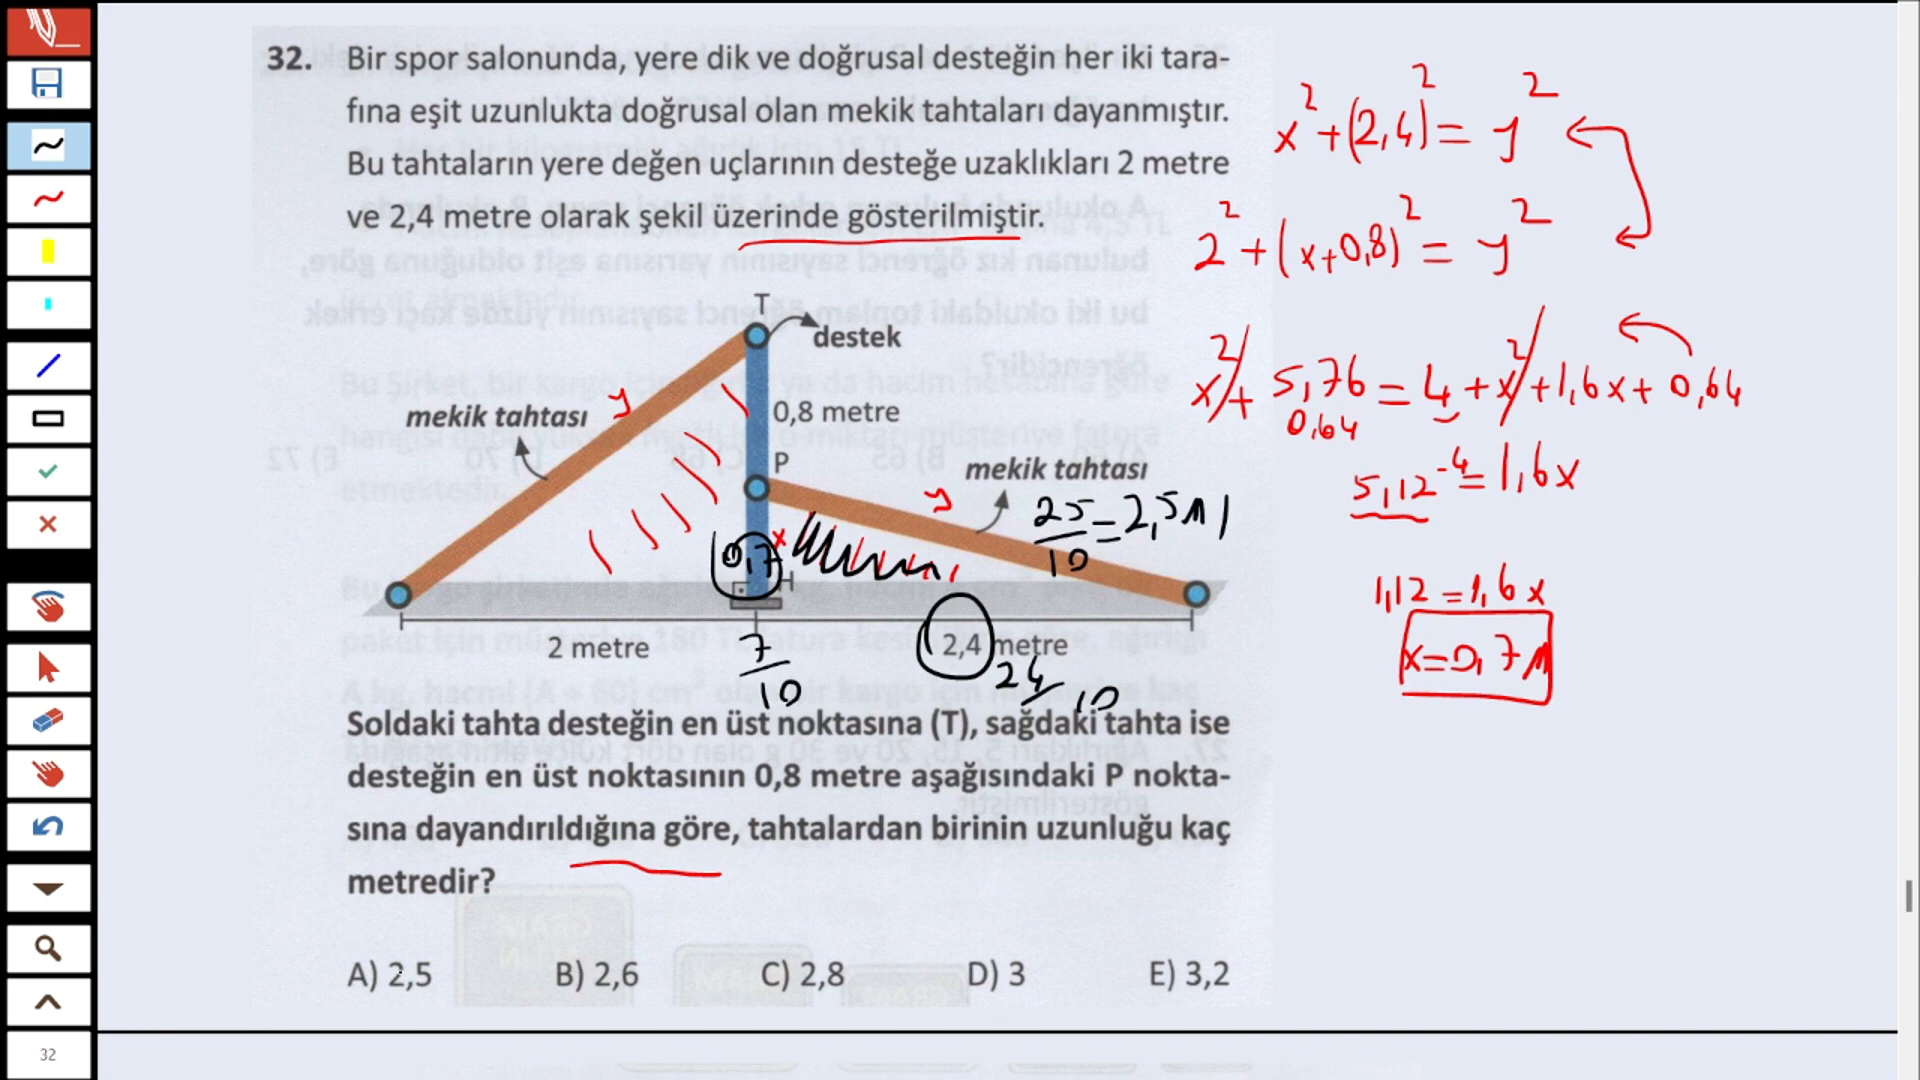 32. Bir spor salonunda, yere dik ve doğrusal desteğin her iki tara-
fına eşit uzunlukta doğrusal olan mekik tahtaları dayanmıştır.
Bu tahtaların yere değen uçlarının desteğe uzaklıkları 2 metre
ve 2,4 metre olarak şekil üzerinde gösterilmiştir.
T
destek
mekik tahtası
y
0,8 metre
P
mekik tahtası
y
25/10 = 2,5 M
0,7
x
2 metre
7/10
2,4 metre
24/10
Soldaki tahta desteğin en üst noktasına (T), sağdaki tahta ise
desteğin en üst noktasının 0,8 metre aşağısındaki P nokta-
sına dayandırıldığına göre, tahtalardan birinin uzunluğu kaç
metredir?
A) 2,5 B) 2,6 C) 2,8 D) 3 E) 3,2
x² + (2,4)² = y²
2² + (x+0,8)² = y²
x² + 5,76 = 4 + x² + 1,6x + 0,64
0,64
5,12 -4 = 1,6x
1,12 = 1,6x
x = 0,7 M
32